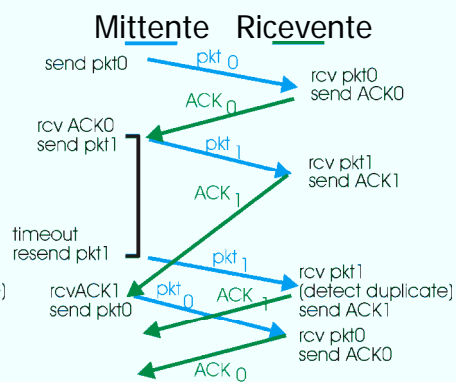 Mittente Ricevente
send pkt0
pkt 0
rcv pkt0
send ACK0
ACK 0
rcv ACK0
send pkt1
pkt 1
rcv pkt1
send ACK1
ACK 1
timeout
resend pkt1
pkt 1
rcv pkt1
(detect duplicate)
send ACK1
rcvACK1
send pkt0
pkt 0
ACK 1
rcv pkt0
send ACK0
ACK 0